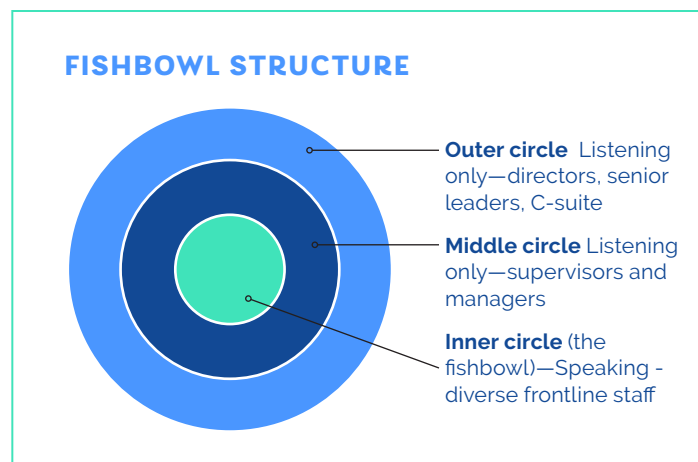 FISHBOWL STRUCTURE
Outer circle Listening
only—directors, senior
leaders, C-suite
Middle circle Listening
only—supervisors and
managers
Inner circle (the
fishbowl)—Speaking -
diverse frontline staff